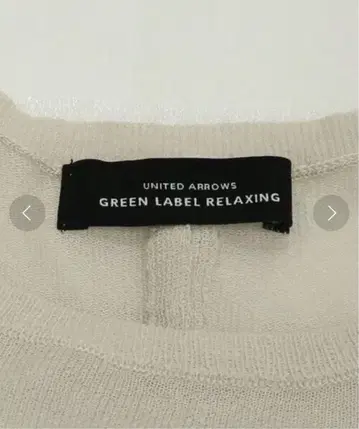 UNITED ARROWS
GREEN LABEL RELAXING